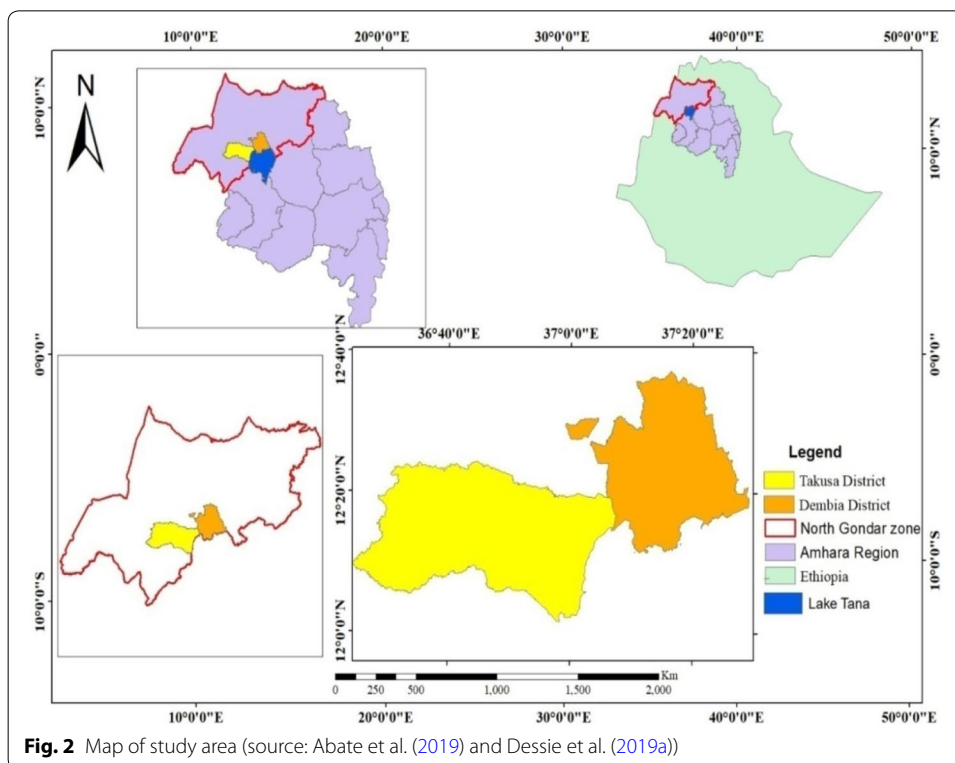 10°0'0"E 20°0'0"E 30°0'0"E 40°0'0"E 50°0'0"E
N
10°0'0"N
10°0'0"N
36°40'0"E 37°0'0"E 37°20'0"E
12°40'0"N
0°0'0"
0°0'0"
Legend
Takusa District
Dembia District
North Gondar zone
Amhara Region
Ethiopia
Lake Tana
12°20'0"N
10°0'0"S
10°0'0"S
12°0'0"N
Km
0 250 500 1,000 1,500 2,000
10°0'0"E 20°0'0"E 30°0'0"E 40°0'0"E 50°0'0"E
Fig. 2 Map of study area (source: Abate et al. (2019) and Dessie et al. (2019a))